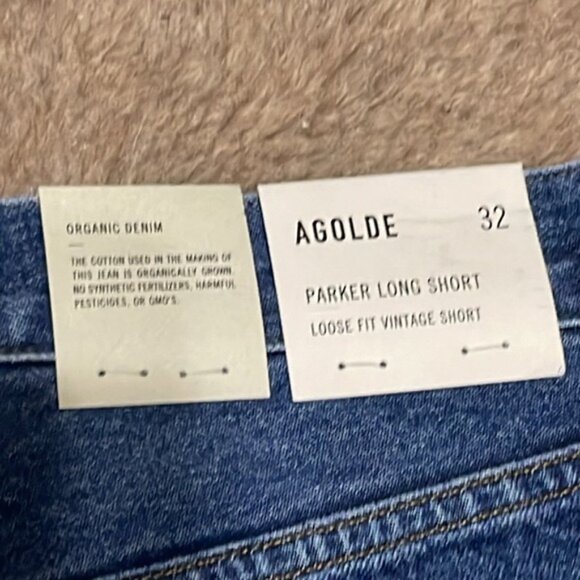 ORGANIC DENIM
THE COTTON USED IN THE MAKING OF
THIS JEAN IS ORGANICALLY GROWN.
NO SYNTHETIC FERTILIZERS, HARMFUL
PESTICIDES, OR GMO'S.
AGOLDE 32
PARKER LONG SHORT
LOOSE FIT VINTAGE SHORT